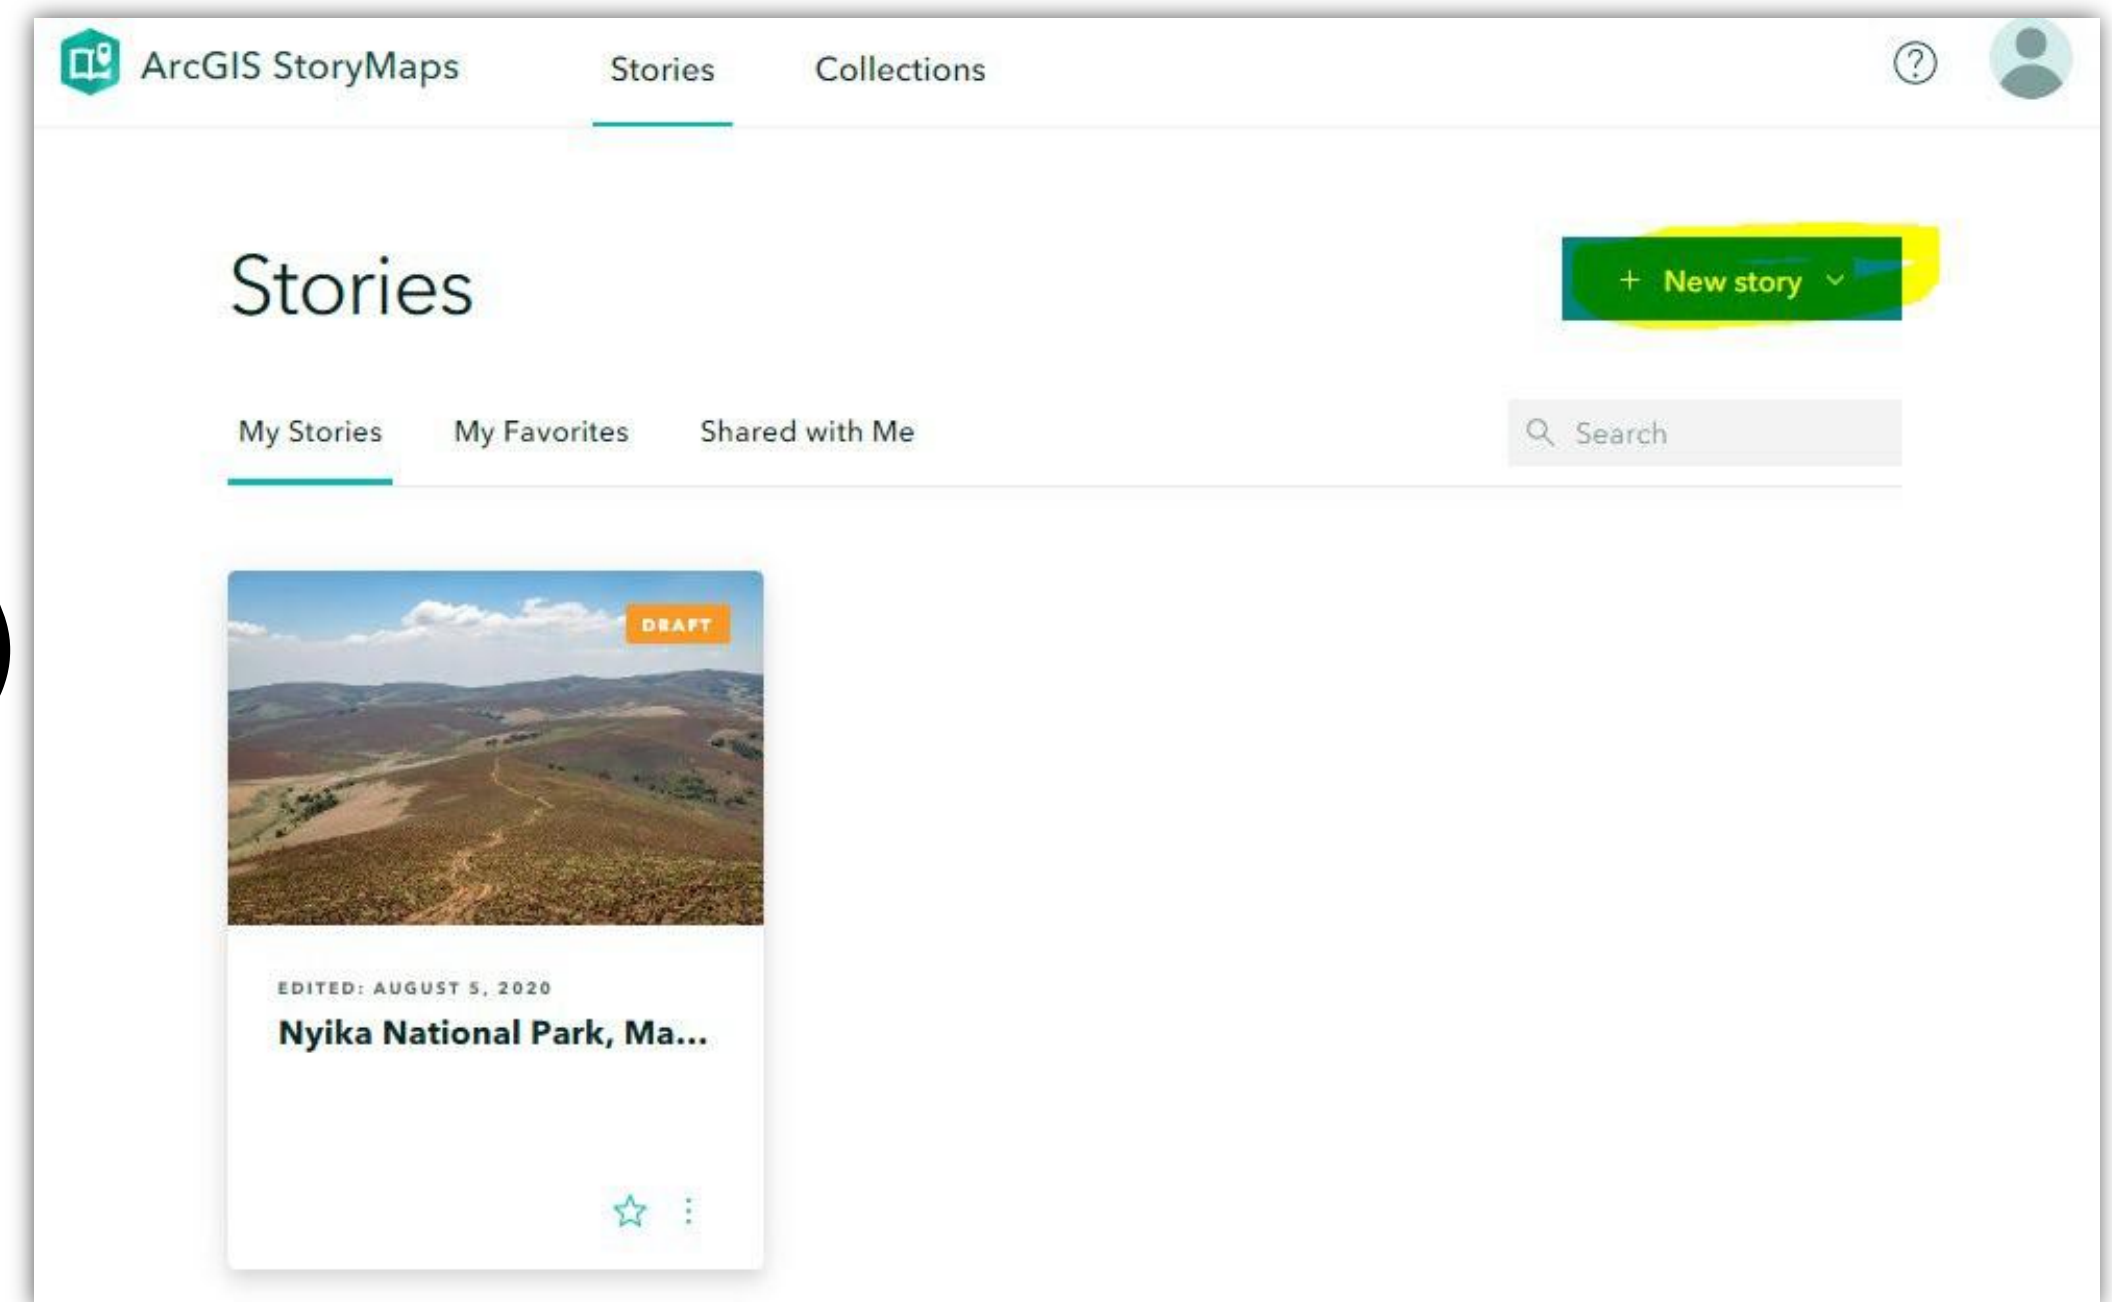 ArcGIS StoryMaps Stories Collections ?
Stories
+ New story
My Stories My Favorites Shared with Me Search
DRAFT
EDITED: AUGUST 5, 2020
Nyika National Park, Ma...